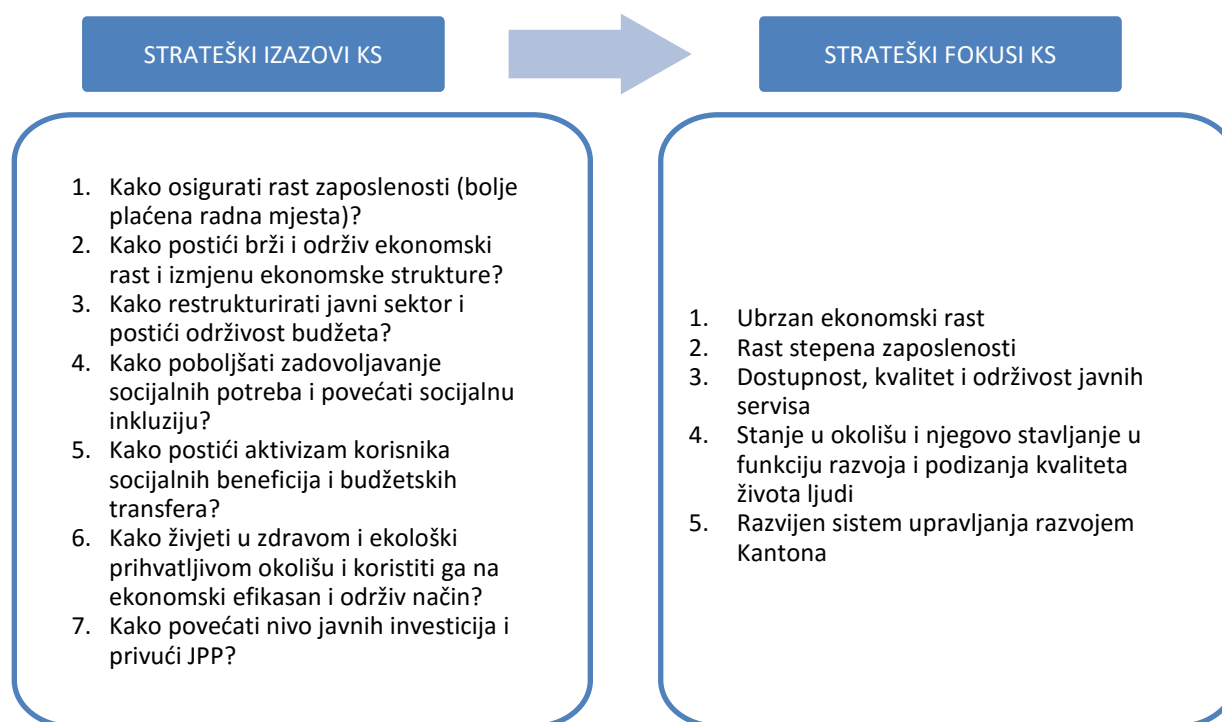 STRATEŠKI IZAZOVI KS
STRATEŠKI FOKUSI KS
1. Kako osigurati rast zaposlenosti (bolje
plaćena radna mjesta)?
2. Kako postići brži i održiv ekonomski
rast i izmjenu ekonomske strukture?
3. Kako restrukturirati javni sektor i
postići održivost budžeta?
4. Kako poboljšati zadovoljavanje
socijalnih potreba i povećati socijalnu
inkluziju?
5. Kako postići aktivizam korisnika
socijalnih beneficija i budžetskih
transfera?
6. Kako živjeti u zdravom i ekološki
prihvatljivom okolišu i koristiti ga na
ekonomski efikasan i održiv način?
7. Kako povećati nivo javnih investicija i
privući JPP?
1. Ubrzan ekonomski rast
2. Rast stepena zaposlenosti
3. Dostupnost, kvalitet i održivost javnih
servisa
4. Stanje u okolišu i njegovo stavljanje u
funkciju razvoja i podizanja kvaliteta
života ljudi
5. Razvijen sistem upravljanja razvojem
Kantona